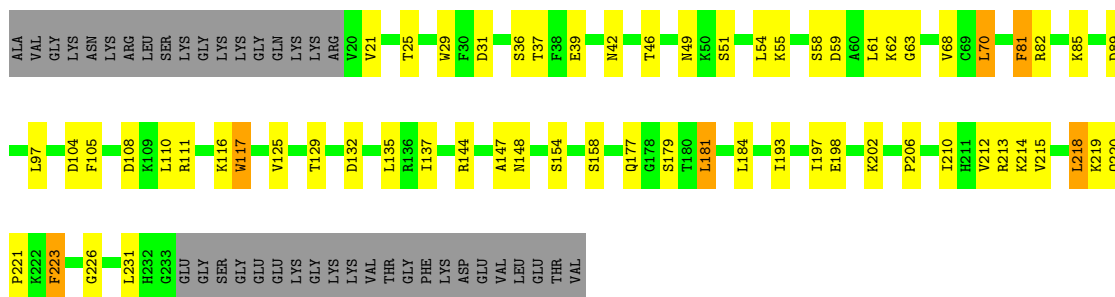 ALA VAL GLY LYS ASN LYS ARG LEU SER LYS GLY LYS LYS GLY GLN LYS LYS ARG V20 V21 T25 W29 F30 D31 S36 T37 F38 E39 N42 T46 N49 K50 S51 L54 K55 S58 D59 A60 L61 K62 G63 V68 C69 L70 F81 R82 K85
L97 D104 F105 D108 K109 L110 R111 K116 W117 V125 T129 D132 L135 R136 I137 R144 A147 N148 S154 S158 Q177 G178 S179 T180 L181 L184 I193 I197 E198 K202 P206 I210 H211 V212 R213 K214 V215 L218 K219
P221 K222 F223 G226 L231 H232 G233 GLU GLY SER GLY GLU GLU LYS GLY LYS LYS VAL THR GLY PHE LYS ASP GLU VAL LEU GLU THR VAL